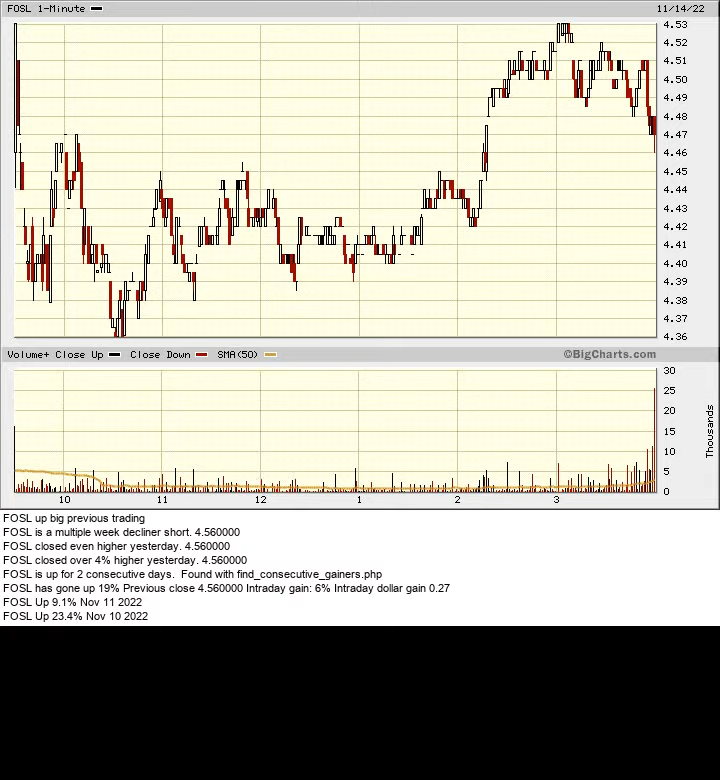 FOSL 1-Minute 11/14/22
4.53
4.52
4.51
4.50
4.49
4.48
4.47
4.46
4.45
4.44
4.43
4.42
4.41
4.40
4.39
4.38
4.37
4.36
Volume+ Close Up Close Down SMA(50) ©BigCharts.com
30
25
20
15
10
5
0
Thousands
10 11 12 1 2 3
FOSL up big previous trading
FOSL is a multiple week decliner short. 4.560000
FOSL closed even higher yesterday. 4.560000
FOSL closed over 4% higher yesterday. 4.560000
FOSL is up for 2 consecutive days. Found with find_consecutive_gainers.php
FOSL has gone up 19% Previous close 4.560000 Intraday gain: 6% Intraday dollar gain 0.27
FOSL Up 9.1% Nov 11 2022
FOSL Up 23.4% Nov 10 2022